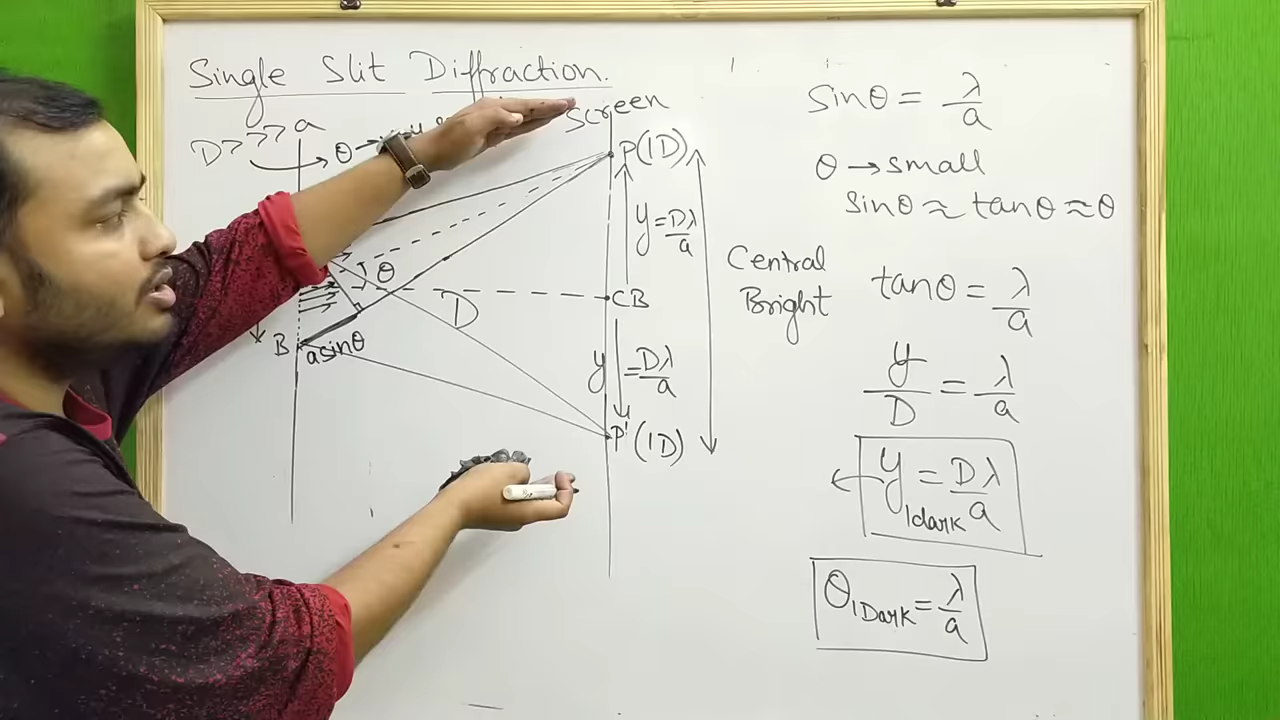 Single Slit Diffraction.
D>>>>a
θ →
Screen
P(1D)
y = Dλ/a
θ
CB
D
B
a sinθ
y = Dλ/a
P' (1D)
Central
Bright
Sinθ = λ/a
θ → small
Sinθ ≈ tanθ ≈ θ
tanθ = λ/a
y/D = λ/a
y1dark = Dλ/a
θ1Dark = λ/a